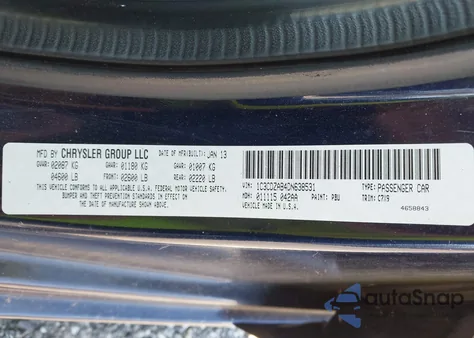 MFD BY CHRYSLER GROUP LLC DATE OF MFR(BUILT): JAN 13
GVWR: 02087 KG GAWR: 01180 KG GAWR: 01007 KG
04600 LB FRONT: 02600 LB REAR: 02220 LB
THIS VEHICLE CONFORMS TO ALL APPLICABLE U.S.A. FEDERAL MOTOR VEHICLE SAFETY,
BUMPER AND THEFT PREVENTION STANDARDS IN EFFECT ON
THE DATE OF MANUFACTURE SHOWN ABOVE.
VIN: 1C3CDZAB4DN638531 TYPE: PASSENGER CAR
MDH: 011115 042AA PAINT: PBU TRIM: C7X9
VEHICLE MADE IN U.S.A. 4658843
autoSnap